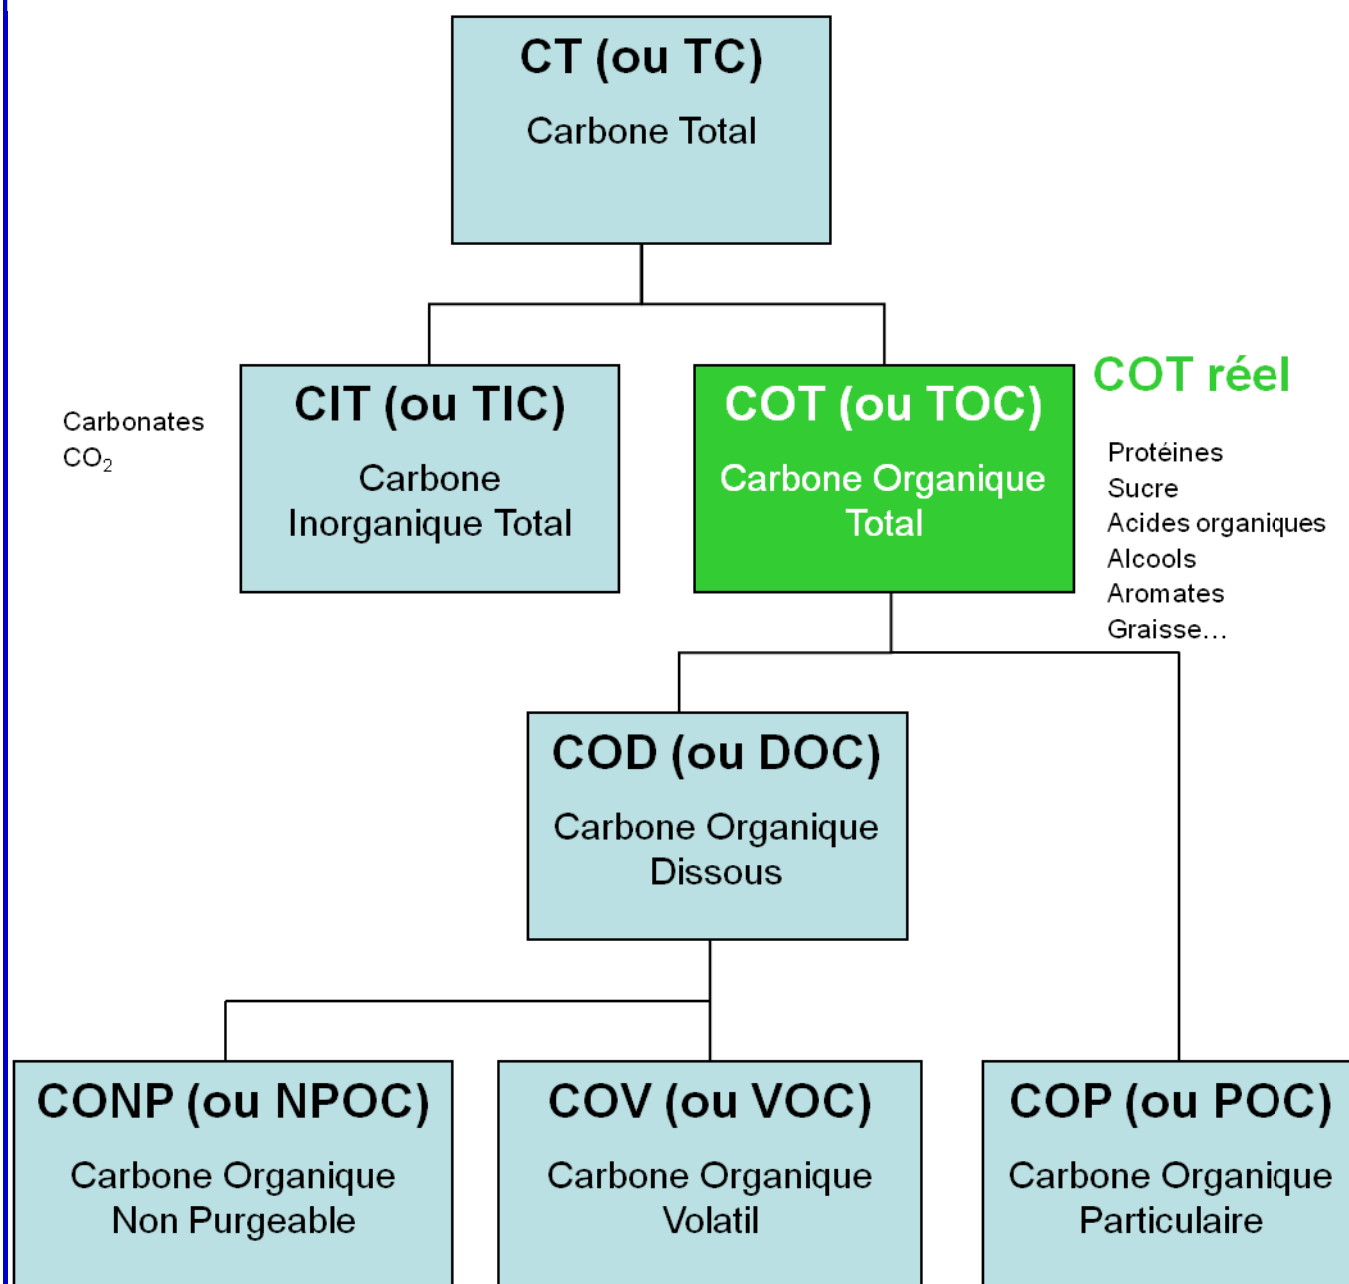 CT (ou TC)
Carbone Total
CIT (ou TIC)
Carbone
Inorganique Total
Carbonates
CO₂
COT (ou TOC)
Carbone Organique
Total
COT réel
Protéines
Sucre
Acides organiques
Alcools
Aromates
Graisse…
COD (ou DOC)
Carbone Organique
Dissous
CONP (ou NPOC)
Carbone Organique
Non Purgeable
COV (ou VOC)
Carbone Organique
Volatil
COP (ou POC)
Carbone Organique
Particulaire